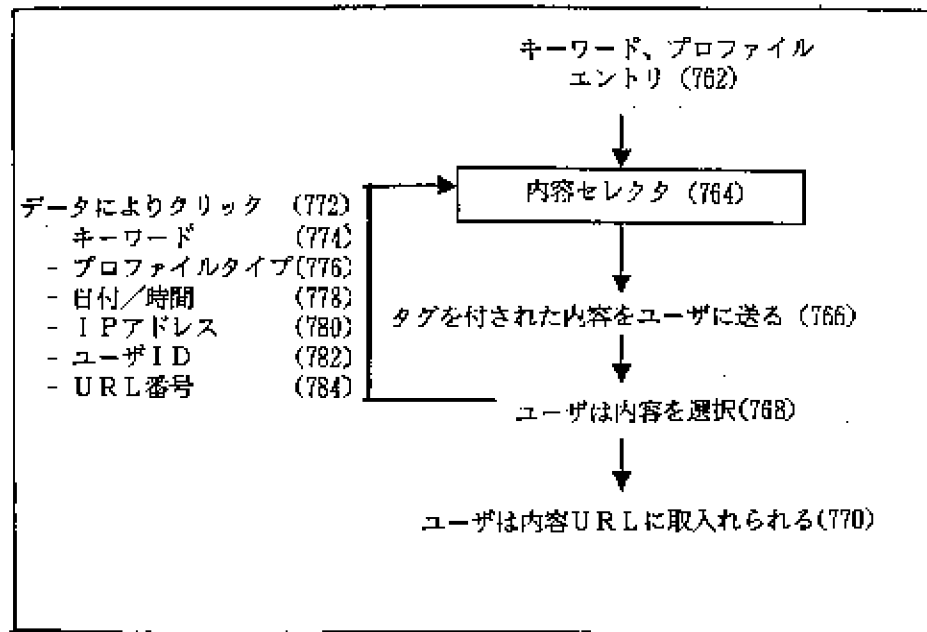 キーワード、プロファイル
エントリ (762)
内容セレクタ (764)
データによりクリック (772)
キーワード (774)
- プロファイルタイプ(776)
- 日付／時間 (778)
- ＩＰアドレス (780)
- ユーザＩＤ (782)
- ＵＲＬ番号 (784)
タグを付された内容をユーザに送る (766)
ユーザは内容を選択(768)
ユーザは内容ＵＲＬに取入れられる(770)